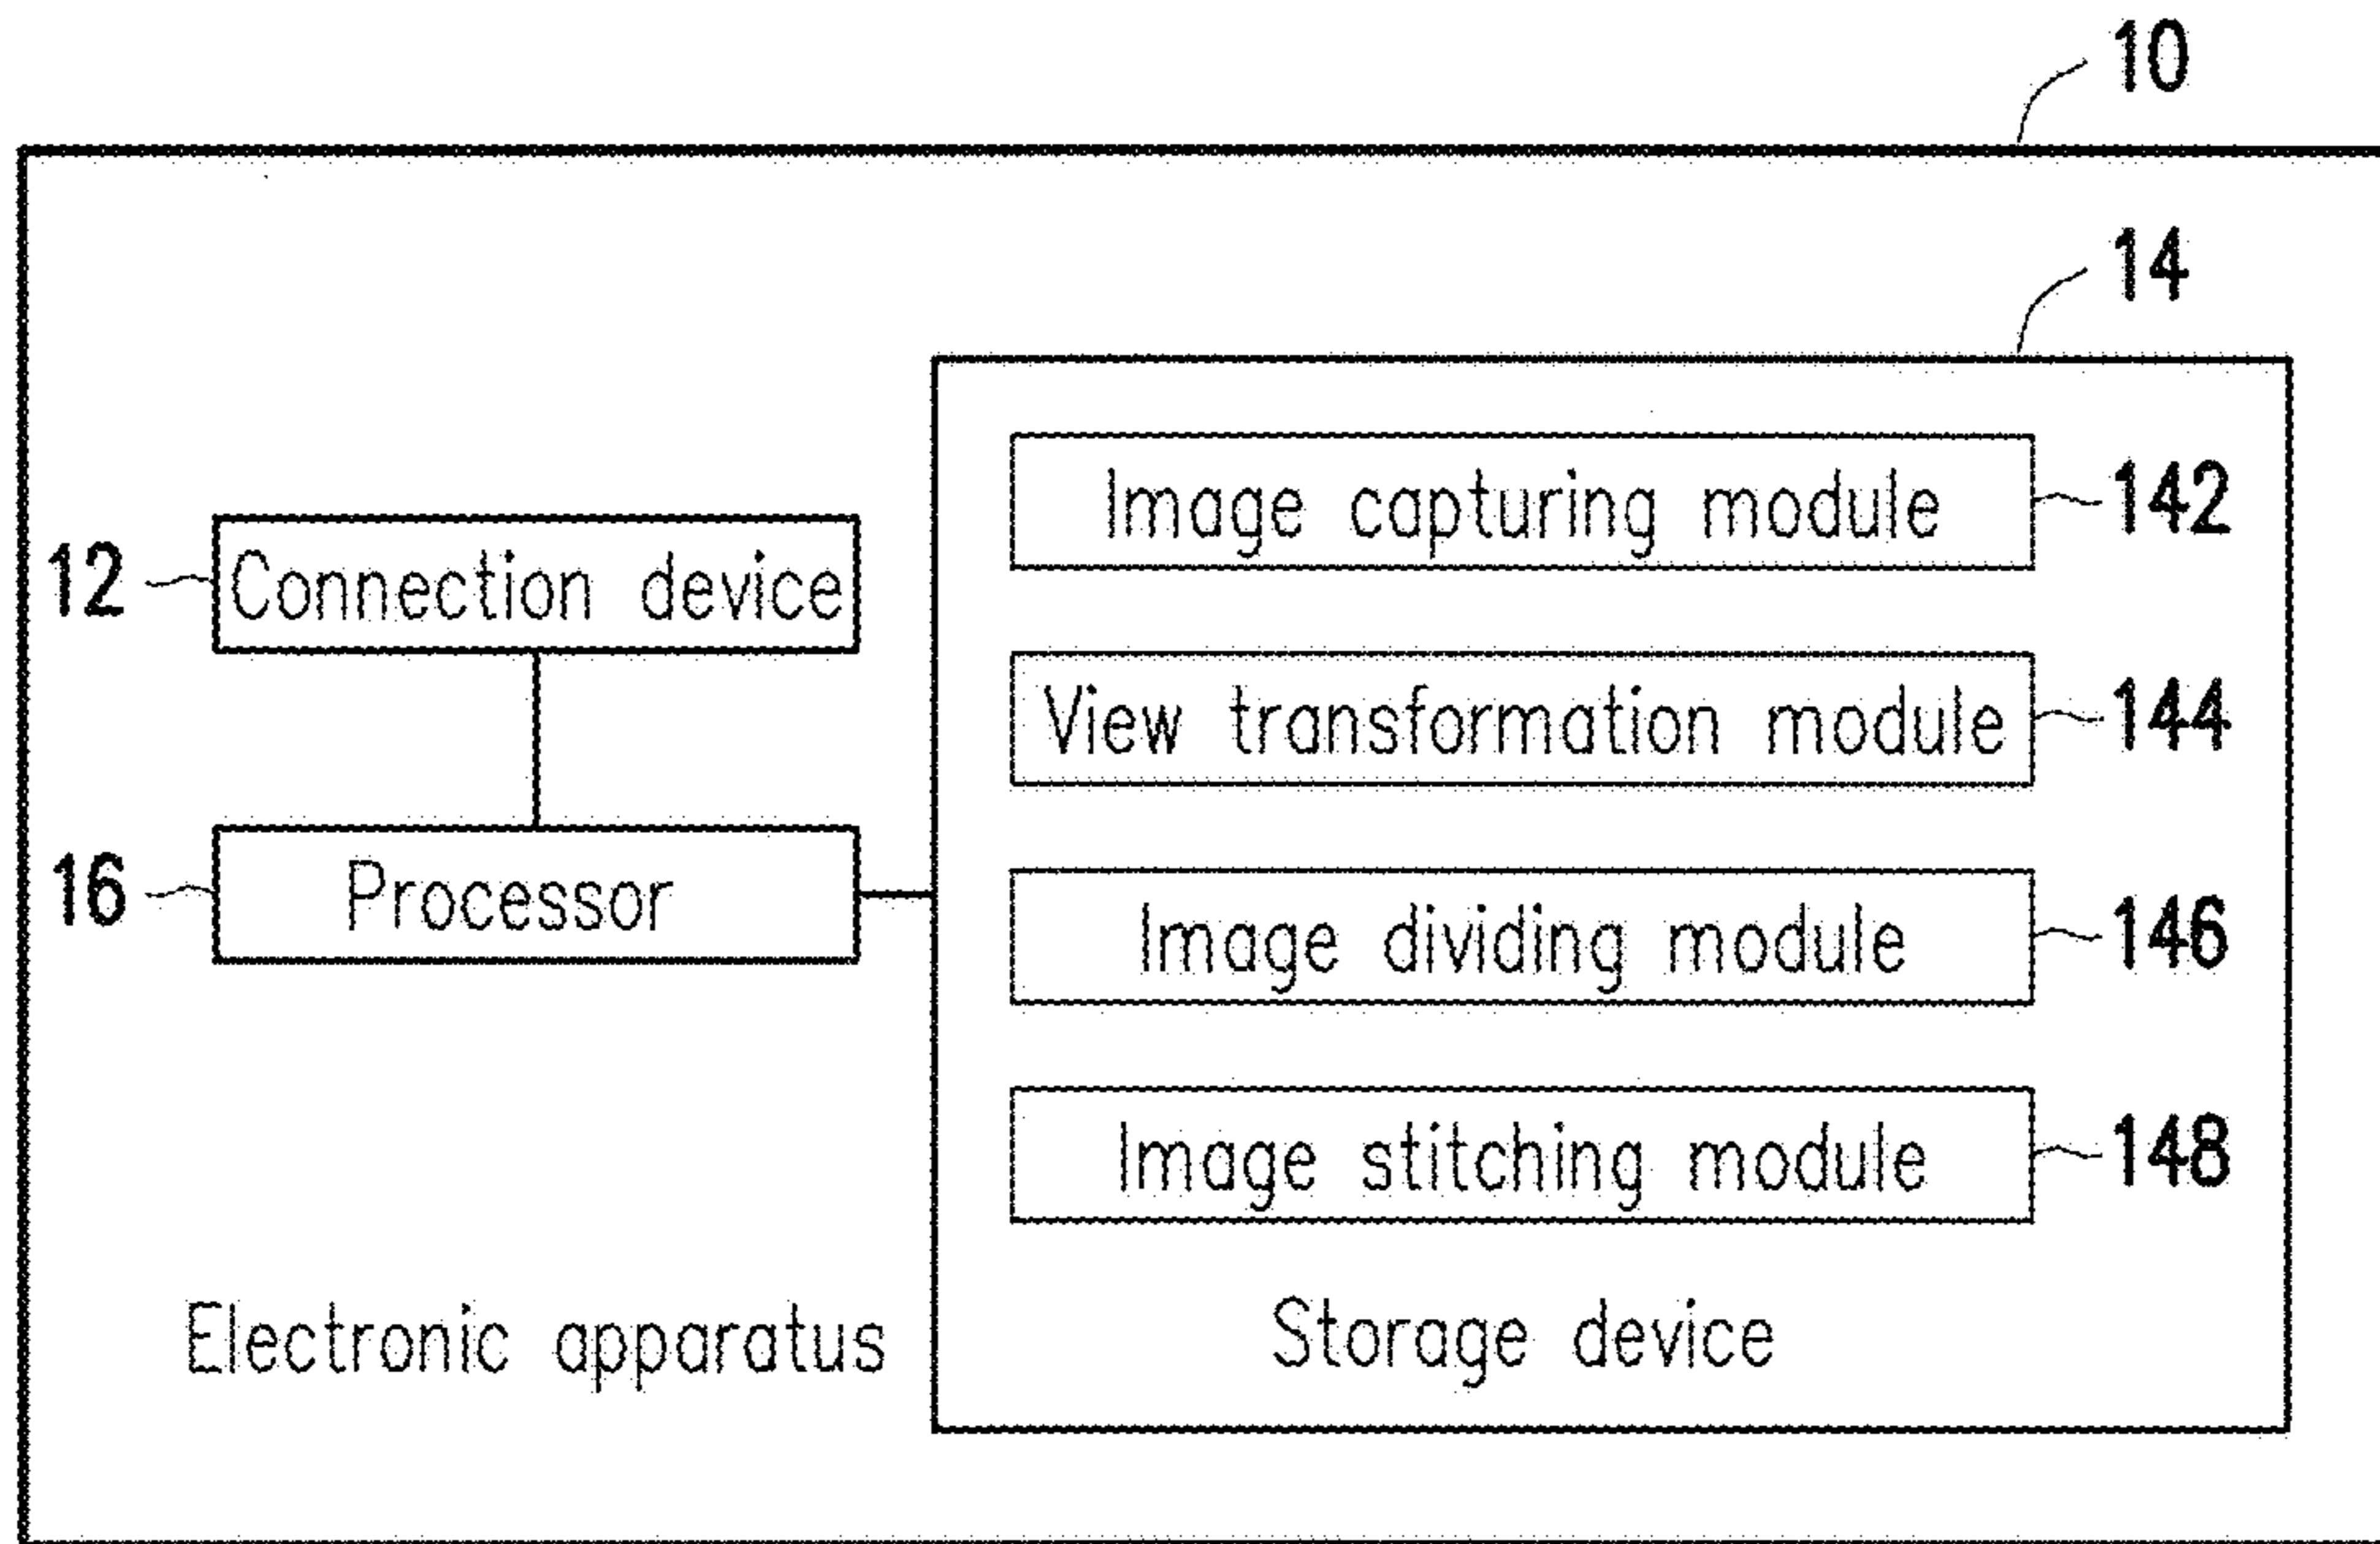 10
14
Image capturing module 142
12 Connection device
View transformation module 144
16 Processor
Image dividing module 146
Image stitching module 148
Electronic apparatus
Storage device